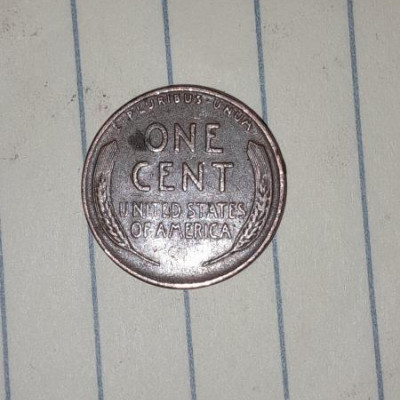 E·PLURIBUS·UNUM
ONE
CENT
UNITED STATES
OF AMERICA